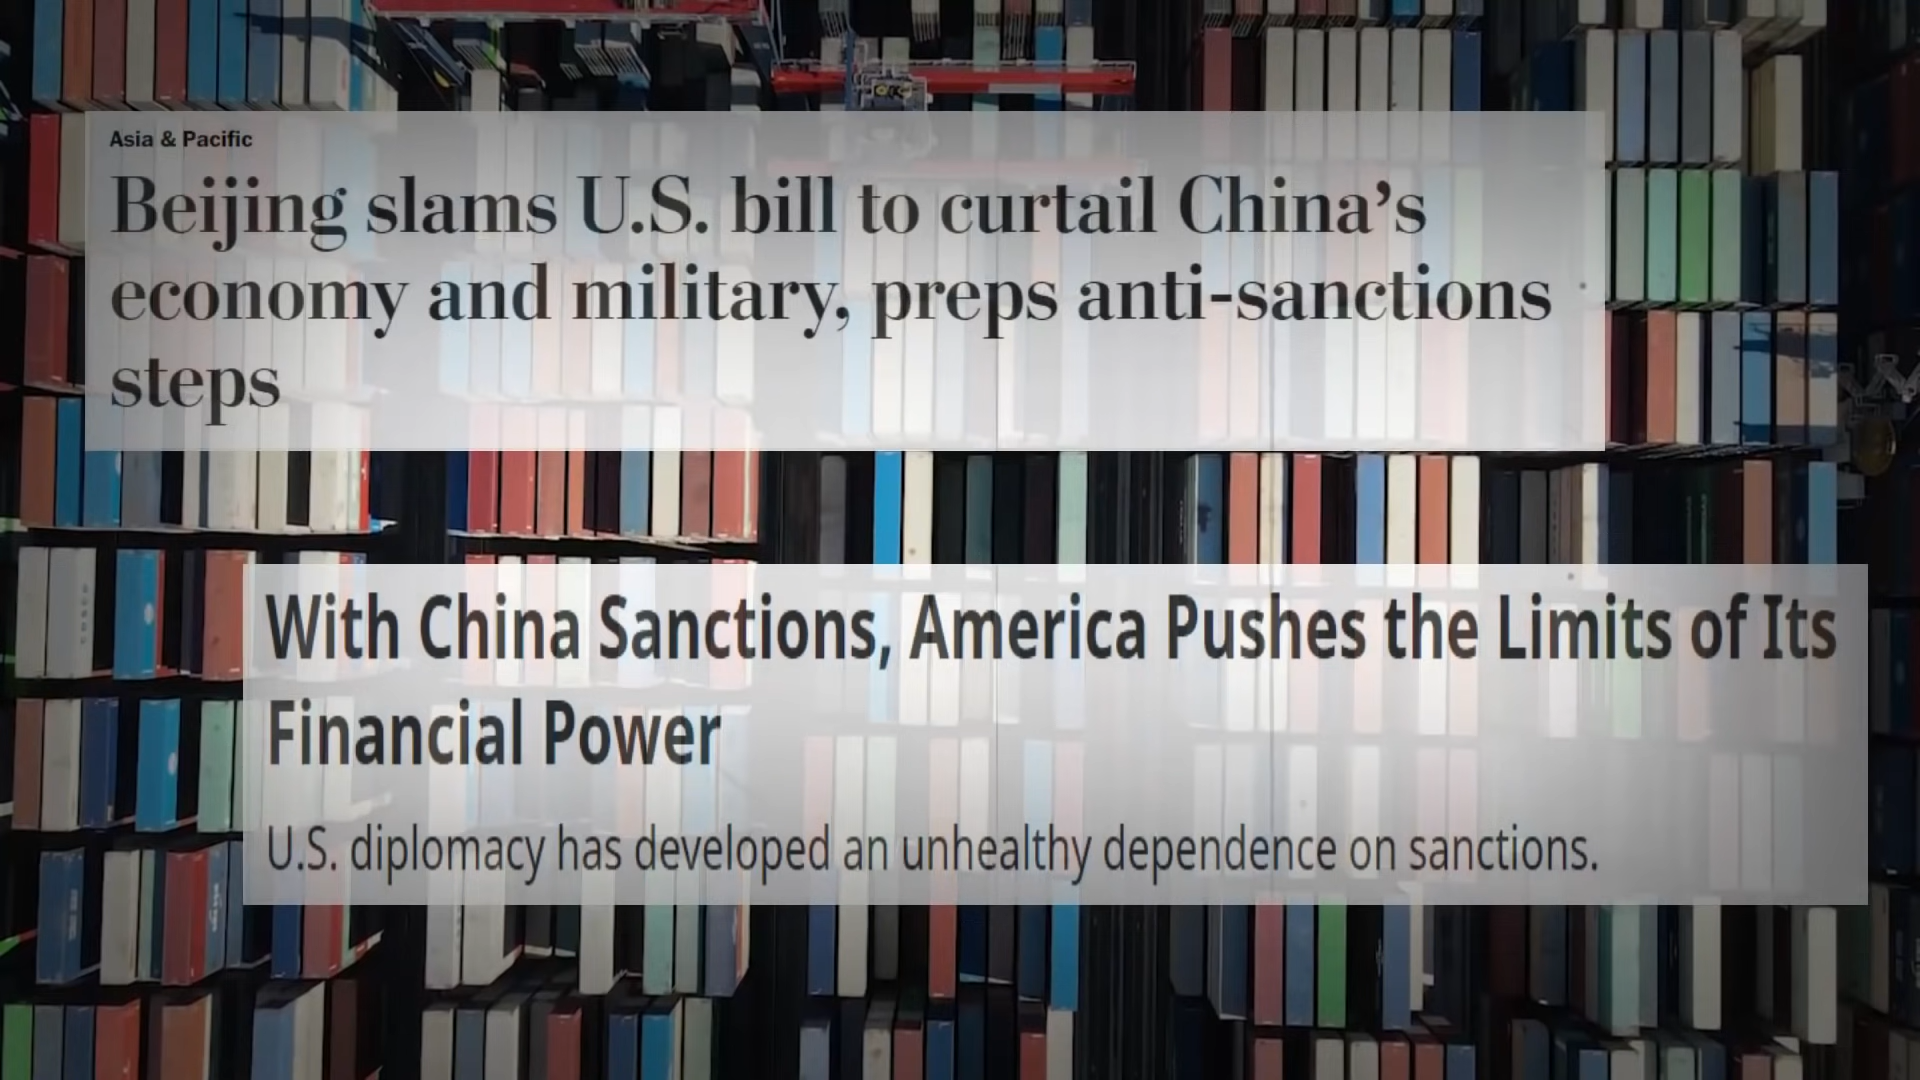 Asia & Pacific
Beijing slams U.S. bill to curtail China’s
economy and military, preps anti-sanctions
steps
With China Sanctions, America Pushes the Limits of Its
Financial Power
U.S. diplomacy has developed an unhealthy dependence on sanctions.